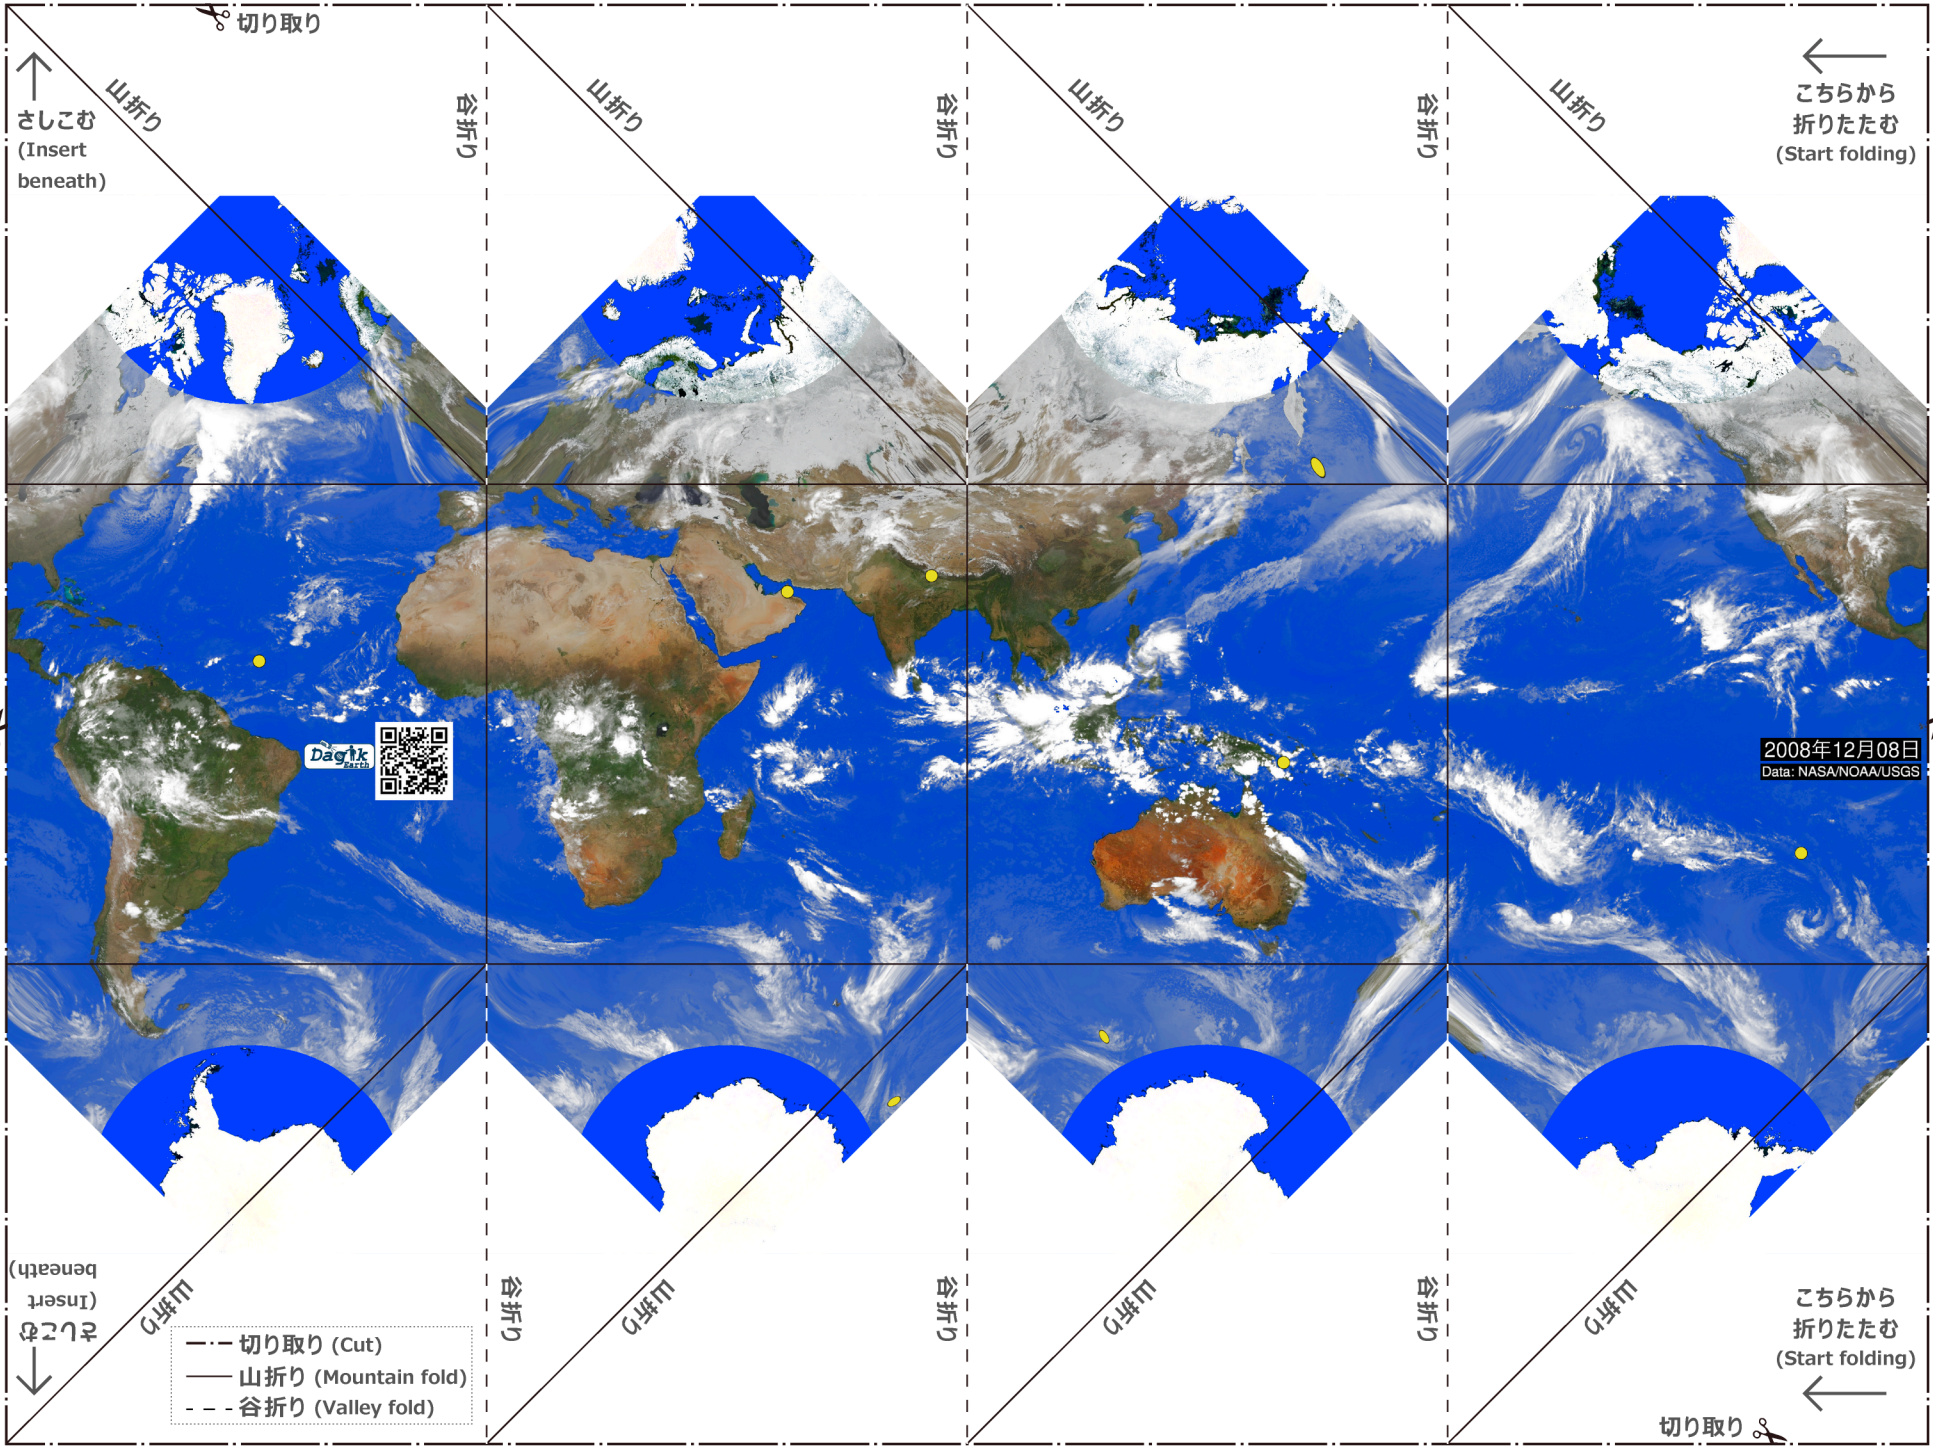 切り取り
さしこむ
(Insert
beneath)
山折り
谷折り
山折り
谷折り
山折り
谷折り
山折り
こちらから
折りたたむ
(Start folding)
Dagik
Earth
2008年12月08日
Data: NASA/NOAA/USGS
さしこむ
(Insert
beneath)
山折り
谷折り
山折り
谷折り
山折り
谷折り
山折り
こちらから
折りたたむ
(Start folding)
切り取り (Cut)
山折り (Mountain fold)
谷折り (Valley fold)
切り取り